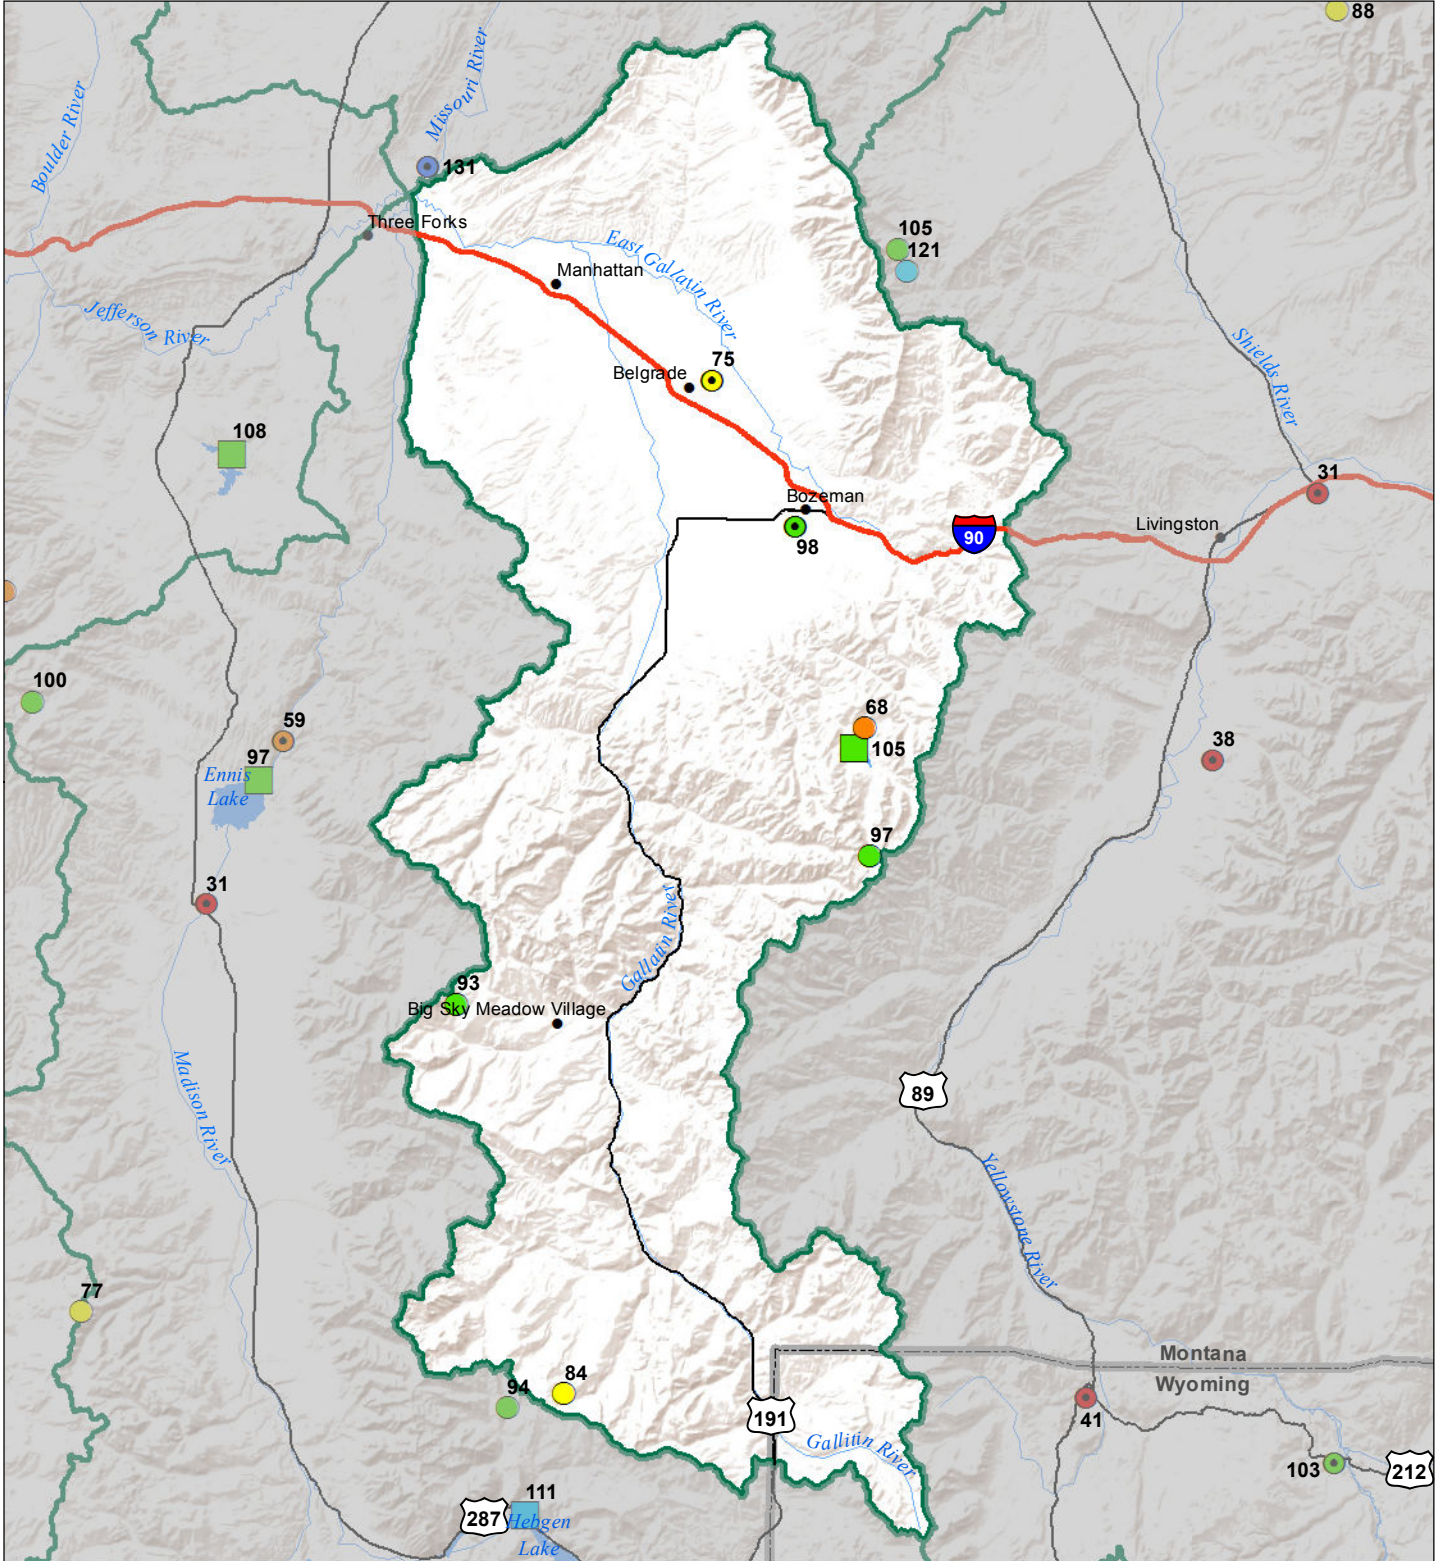 88
Missouri River
Boulder River
131
Three Forks
105
121
East Gallatin River
Manhattan
Jefferson River
Shields River
75
Belgrade
108
31
Bozeman
Livingston
98
90
100
68
59
105
38
97
Ennis
Lake
97
31
Gallatin River
93
Big Sky Meadow Village
Madison River
89
Yellowstone River
77
Montana
Wyoming
84
94
191
41
Gallitin River
103
212
111
287
Hebgen
Lake